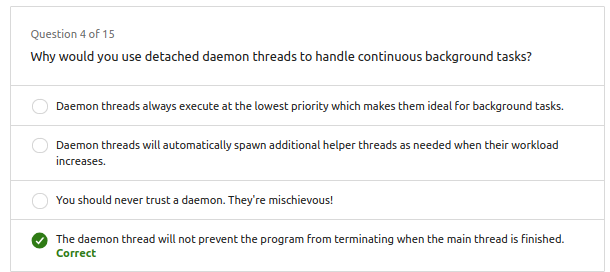 Question 4 of 15
Why would you use detached daemon threads to handle continuous background tasks?
Daemon threads always execute at the lowest priority which makes them ideal for background tasks.
Daemon threads will automatically spawn additional helper threads as needed when their workload
increases.
You should never trust a daemon. They're mischievous!
The daemon thread will not prevent the program from terminating when the main thread is finished.
Correct